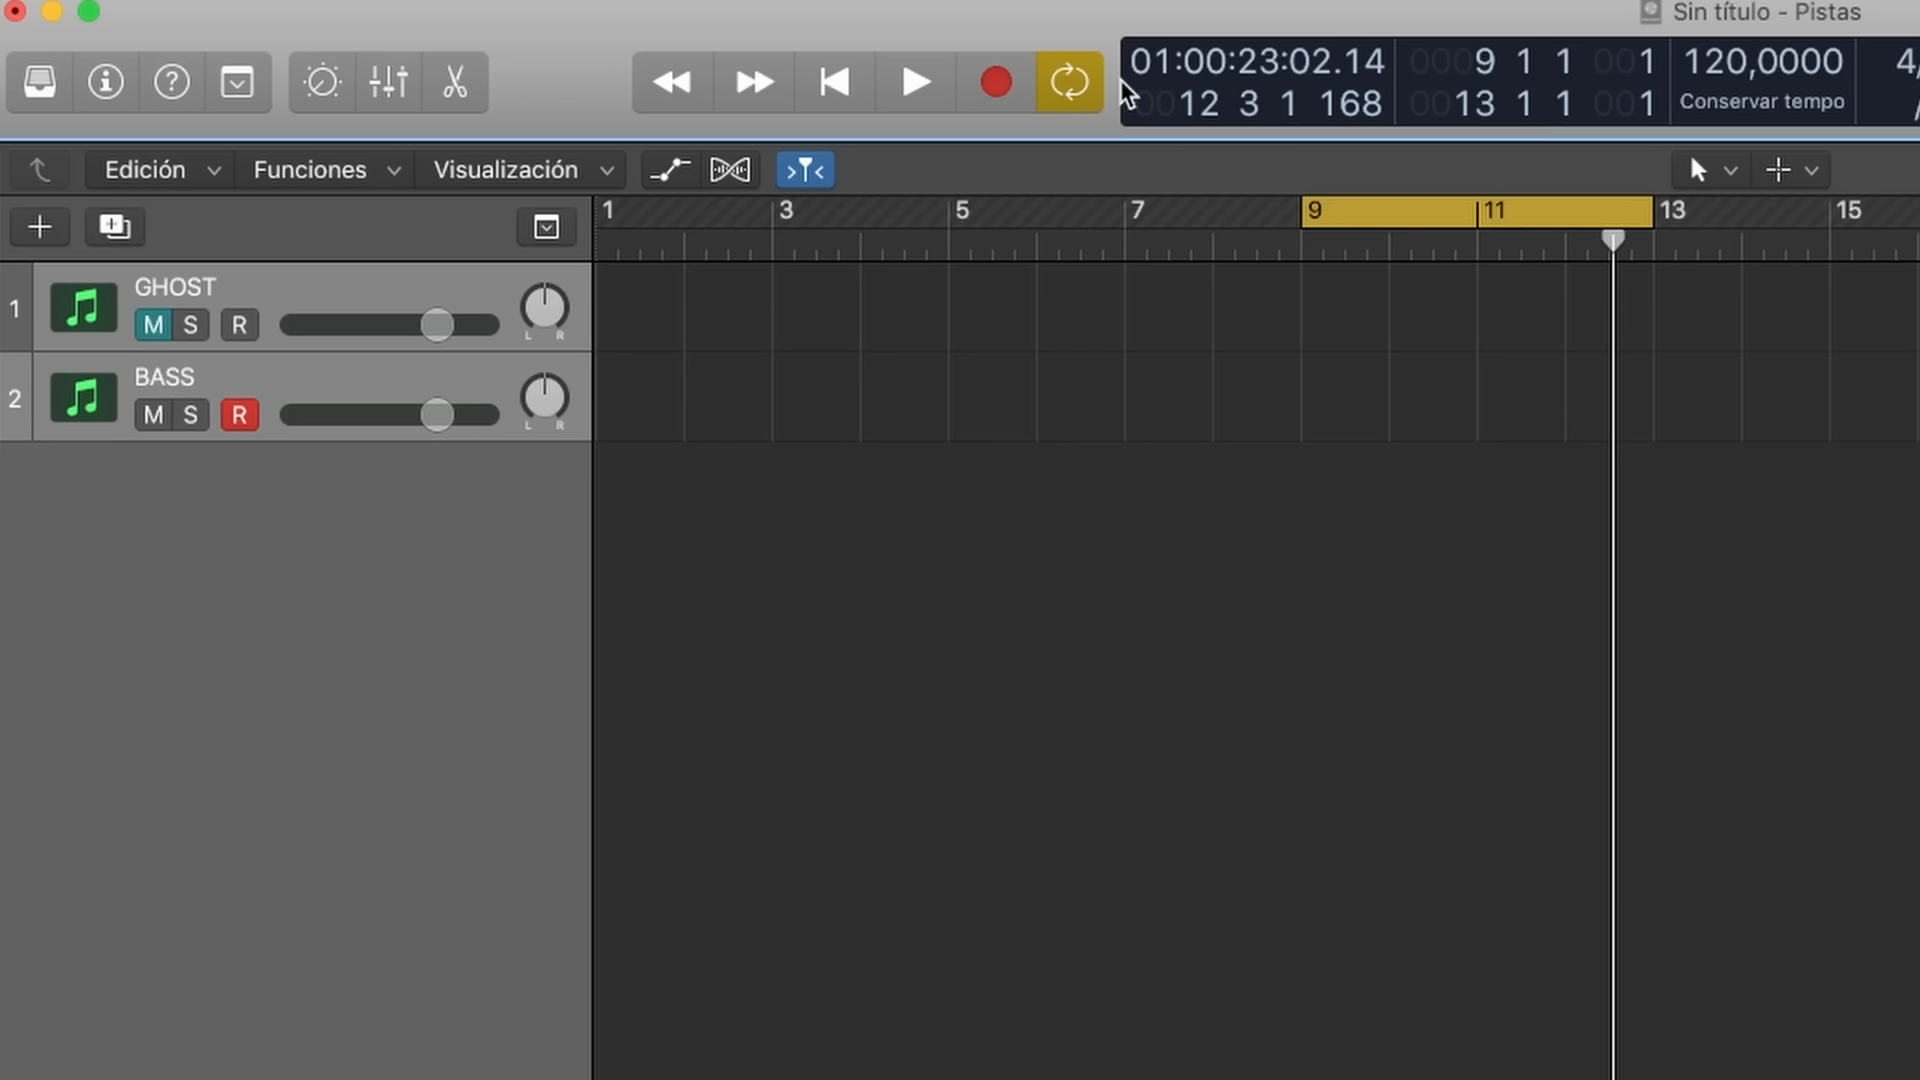 Sin título - Pistas
01:00:23:02.14
0012 3 1 168
0009 1 1 001
0013 1 1 001
120,0000
Conservar tempo
4/
/
Edición
Funciones
Visualización
1 3 5 7 9 11 13 15
1
GHOST
M S R
L R
2
BASS
M S R
L R